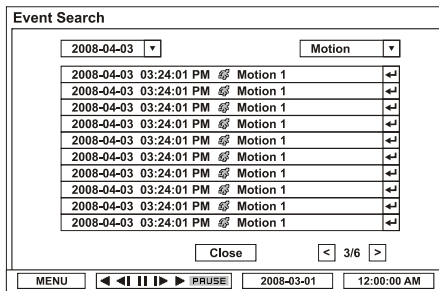 Event Search
2008-04-03 Motion
2008-04-03 03:24:01 PM Motion 1
2008-04-03 03:24:01 PM Motion 1
2008-04-03 03:24:01 PM Motion 1
2008-04-03 03:24:01 PM Motion 1
2008-04-03 03:24:01 PM Motion 1
2008-04-03 03:24:01 PM Motion 1
2008-04-03 03:24:01 PM Motion 1
2008-04-03 03:24:01 PM Motion 1
2008-04-03 03:24:01 PM Motion 1
2008-04-03 03:24:01 PM Motion 1
Close < 3/6 >
MENU PAUSE 2008-03-01 12:00:00 AM